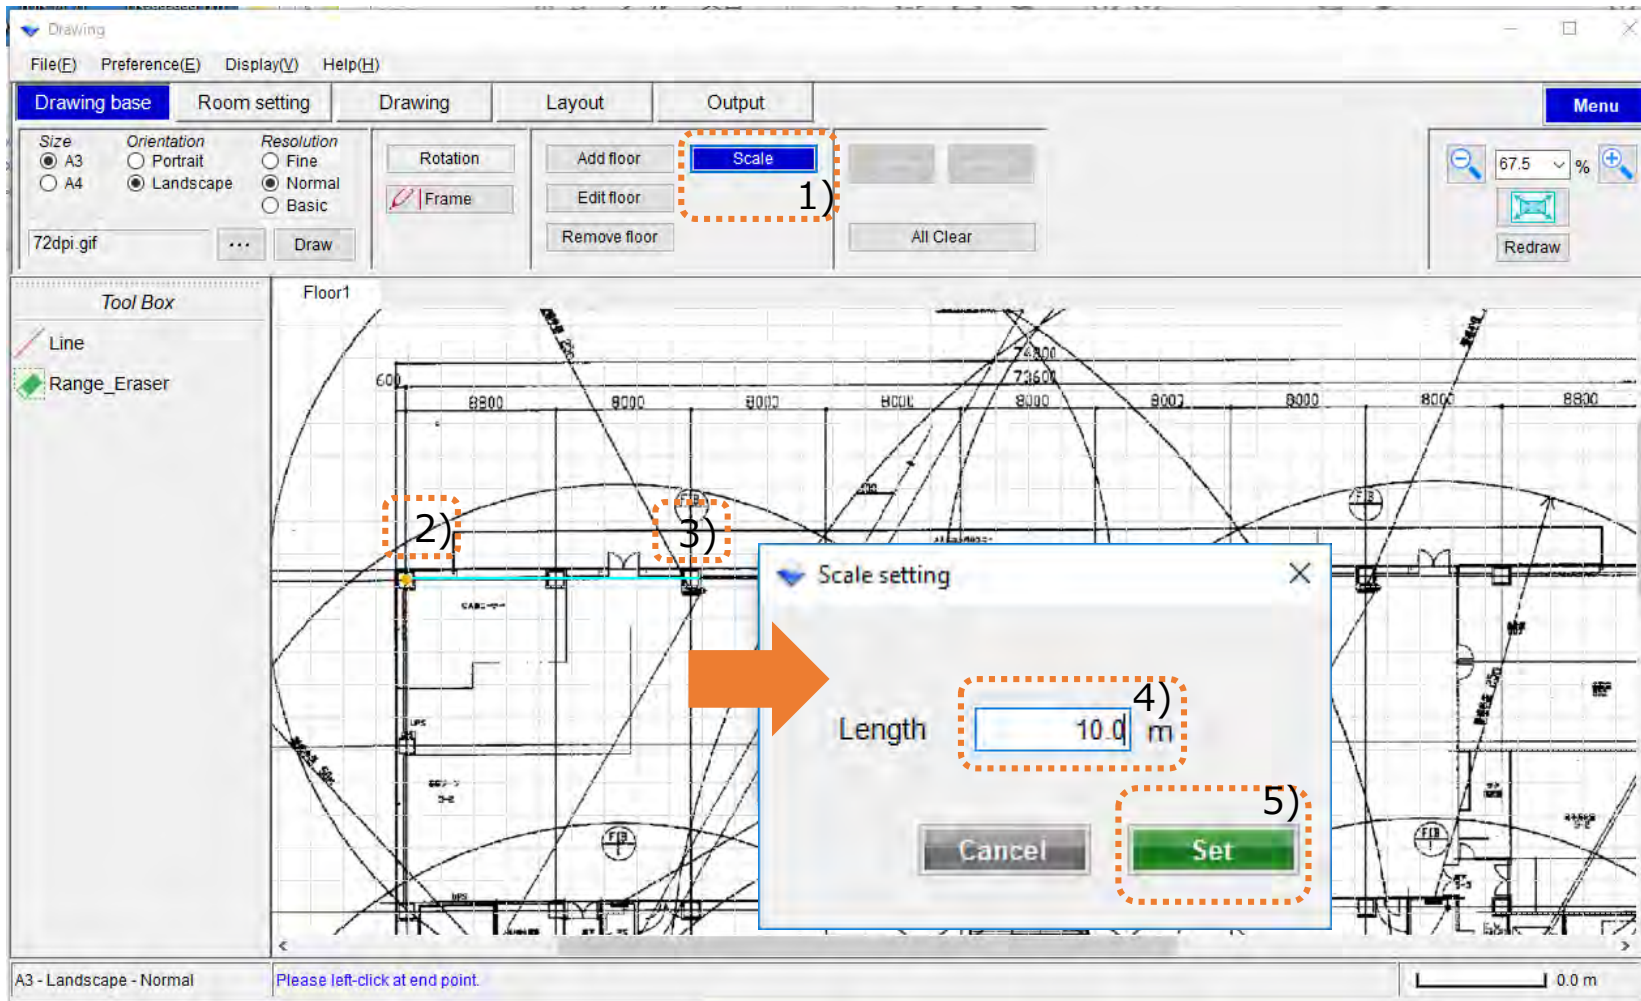 Drawing
File(F) Preference(E) Display(V) Help(H)
Drawing base Room setting Drawing Layout Output Menu
Size Orientation Resolution
A3 Portrait Fine
A4 Landscape Normal
Basic
72dpi.gif ... Draw
Rotation
Frame
Add floor
Edit floor
Remove floor
Scale
1)
All Clear
67.5 %
Redraw
Tool Box
Line
Range_Eraser
Floor1
74800
600 73600
8800 8000 8000 8000 8000 8000 8000 8000 8800
2) 3)
Scale setting
4)
Length 10.0 m
5)
Cancel Set
A3 - Landscape - Normal Please left-click at end point. 0.0 m